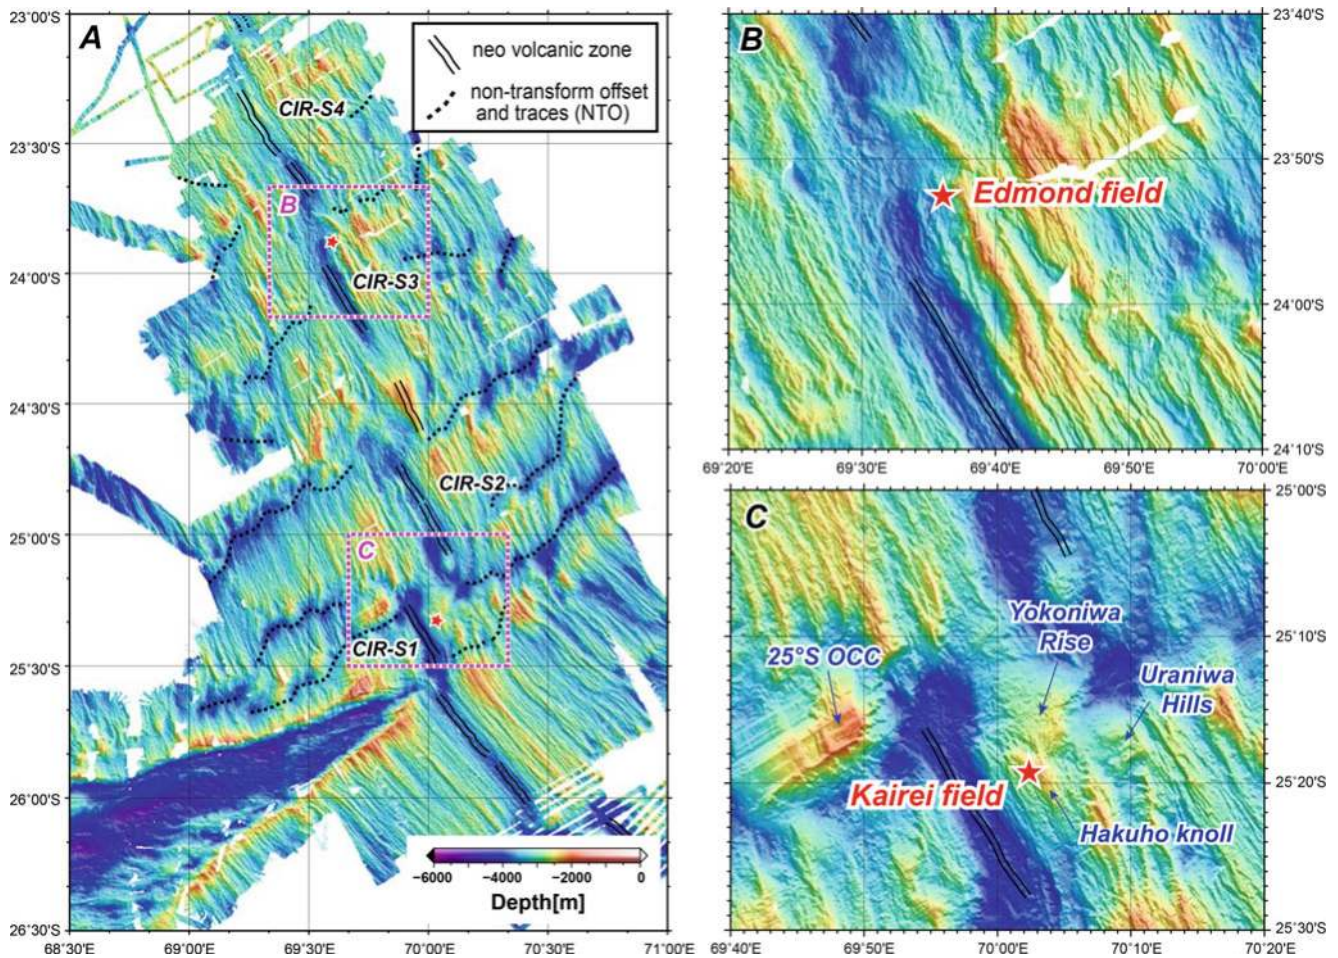 A
23°00'S
23°30'S
24°00'S
24°30'S
25°00'S
25°30'S
26°00'S
26°30'S
68°30'E
69°00'E
69°30'E
70°00'E
70°30'E
71°00'E
neo volcanic zone
non-transform offset
and traces (NTO)
CIR-S4
B
CIR-S3
CIR-S2
C
CIR-S1
−6000
−4000
−2000
0
Depth[m]
B
23°40'S
23°50'S
24°00'S
24°10'S
69°20'E
69°30'E
69°40'E
69°50'E
70°00'E
Edmond field
C
25°00'S
25°10'S
25°20'S
25°30'S
69°40'E
69°50'E
70°00'E
70°10'E
70°20'E
Yokoniwa
Rise
25°S OCC
Uraniwa
Hills
Kairei field
Hakuho knoll